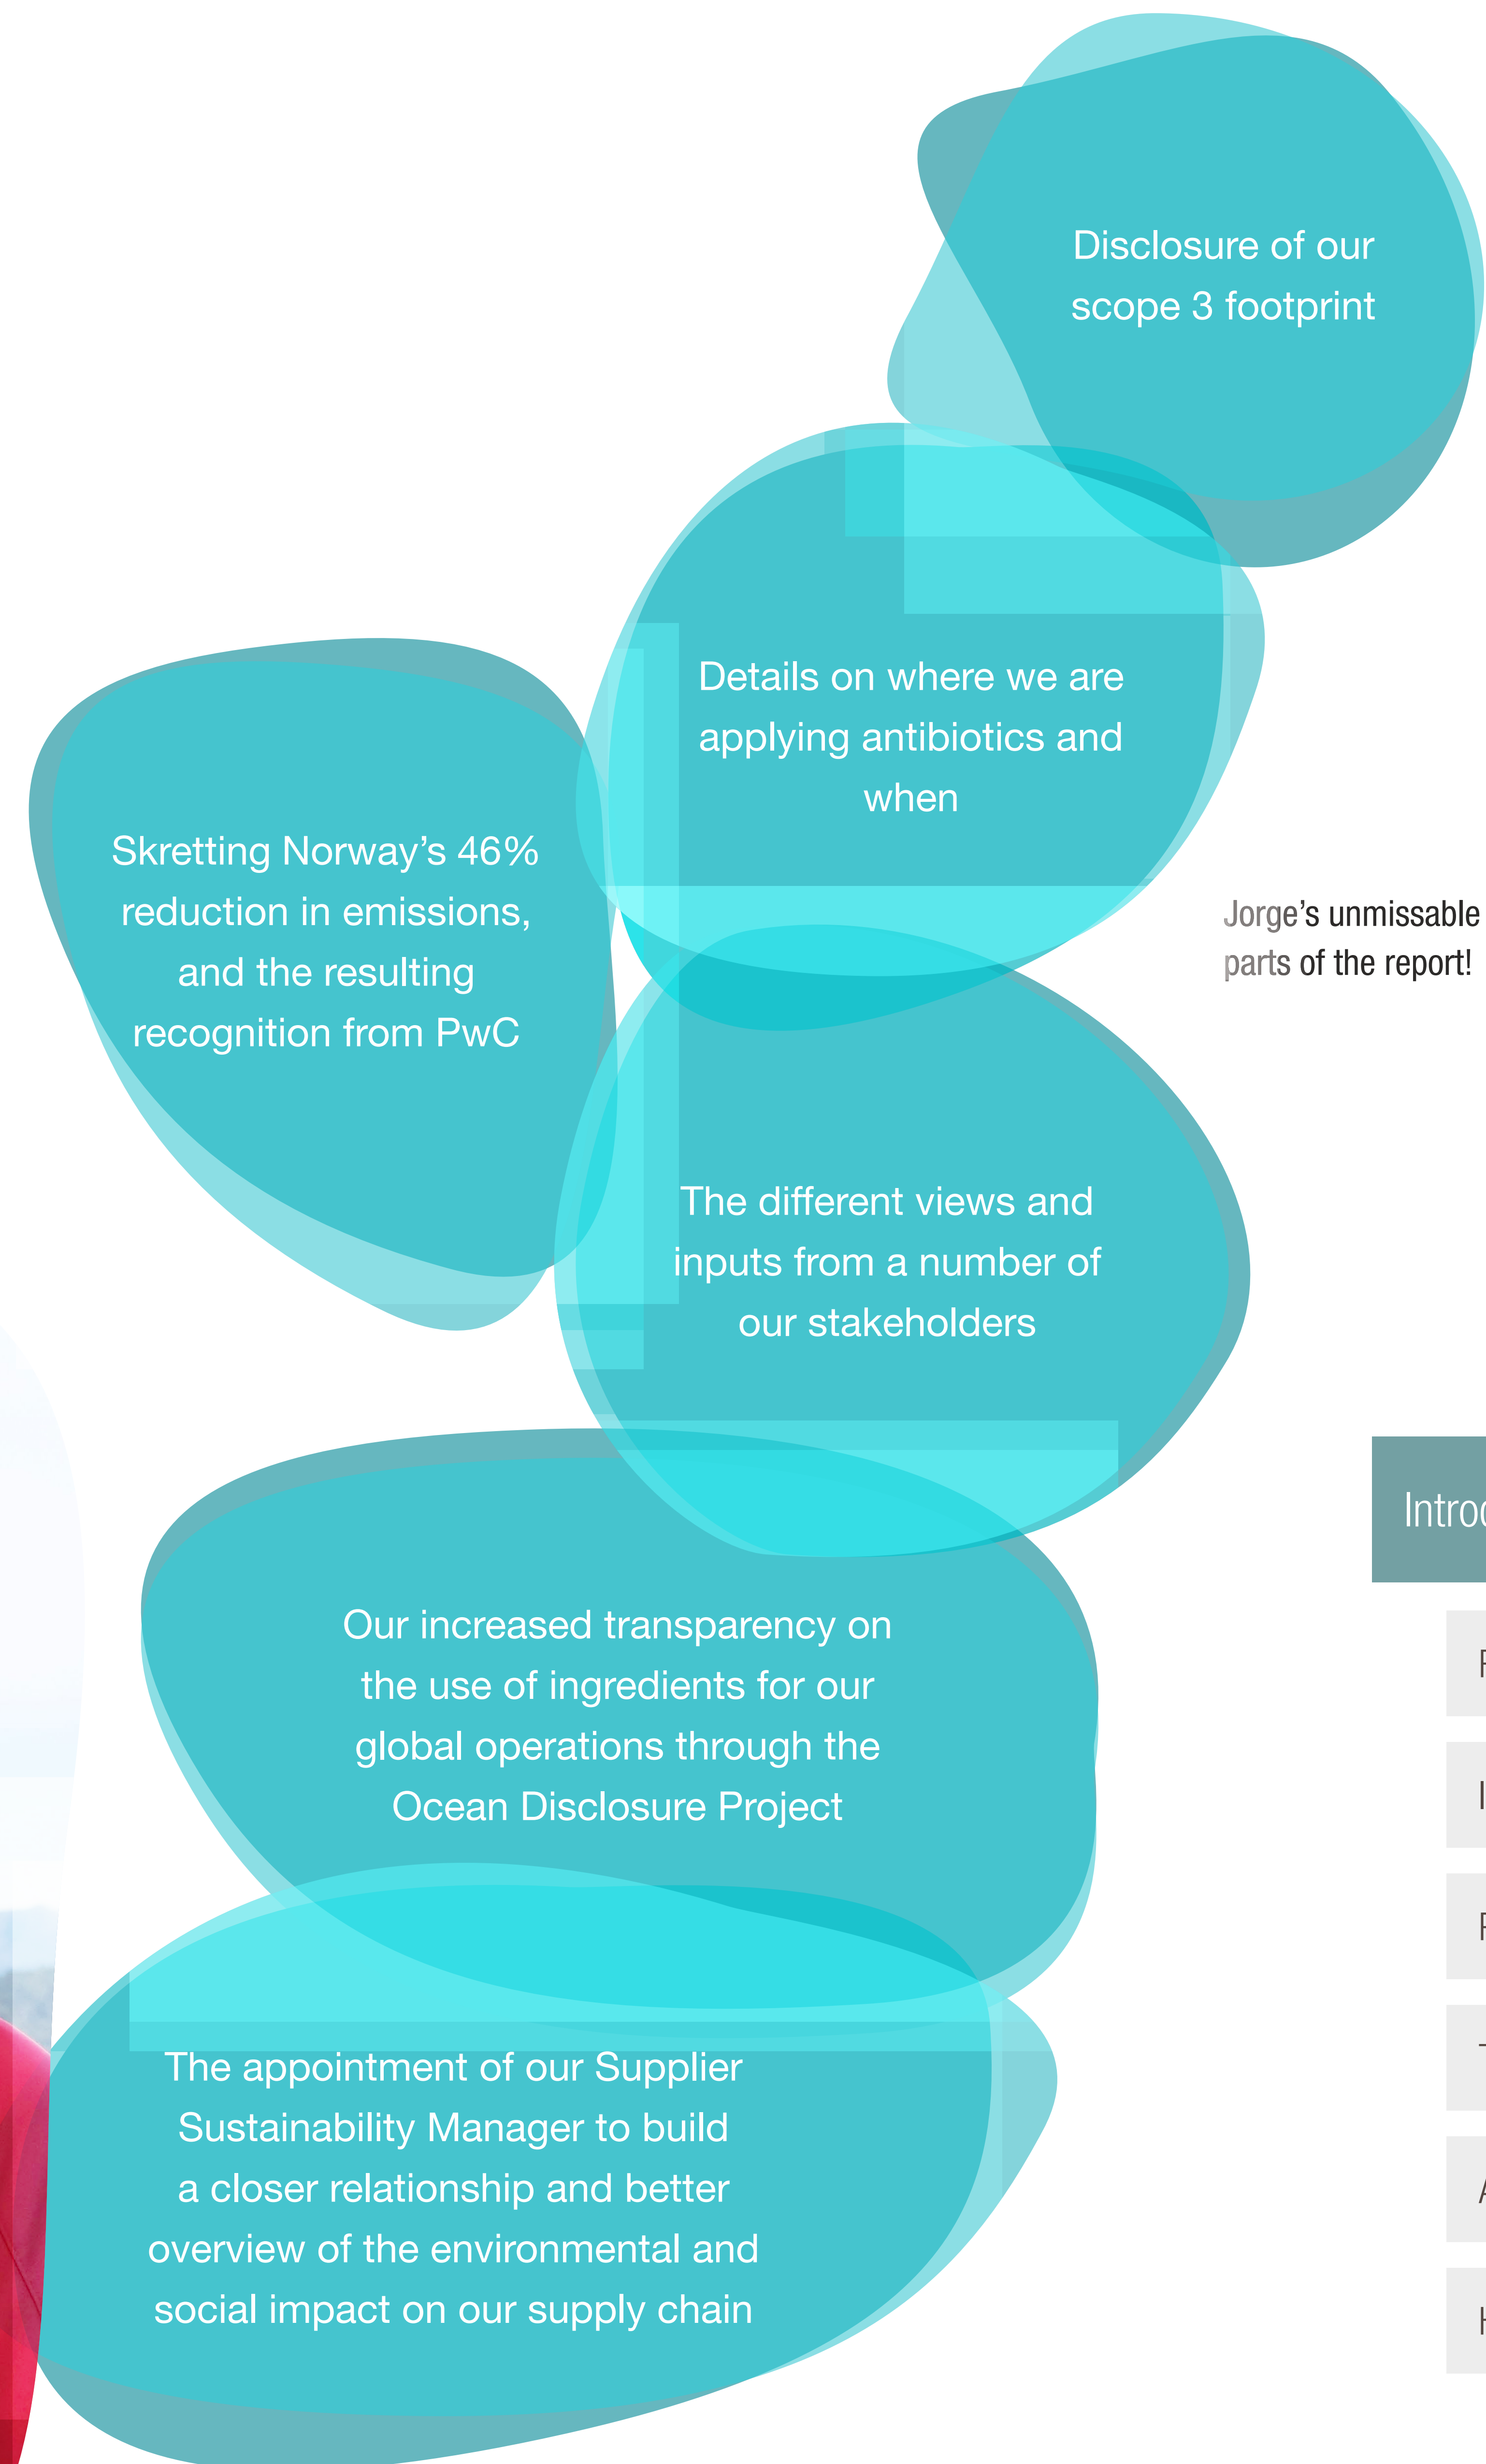 Disclosure of our
scope 3 footprint
Details on where we are
applying antibiotics and
when
Skretting Norway’s 46%
reduction in emissions,
and the resulting
recognition from PwC
Jorge’s unmissable
parts of the report!
The different views and
inputs from a number of
our stakeholders
Our increased transparency on
the use of ingredients for our
global operations through the
Ocean Disclosure Project
The appointment of our Supplier
Sustainability Manager to build
a closer relationship and better
overview of the environmental and
social impact on our supply chain